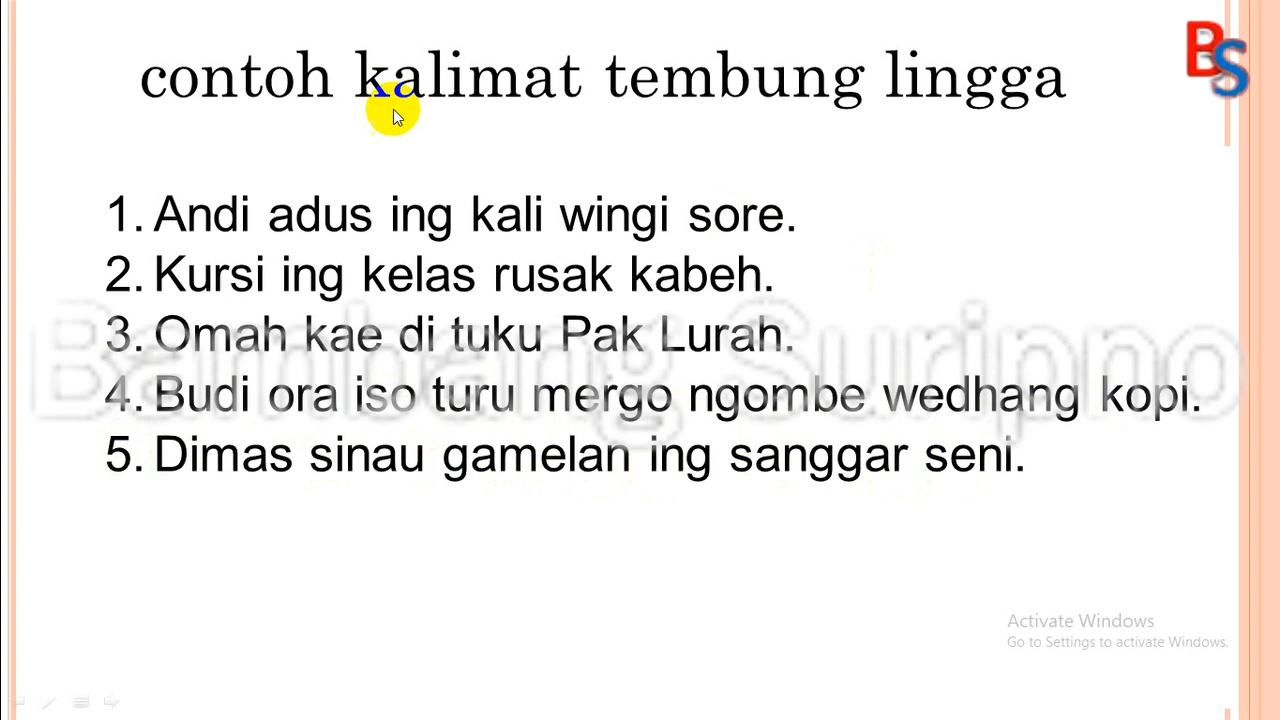 contoh kalimat tembung lingga
BS
1. Andi adus ing kali wingi sore.
2. Kursi ing kelas rusak kabeh.
3. Omah kae di tuku Pak Lurah.
4. Budi ora iso turu mergo ngombe wedhang kopi.
5. Dimas sinau gamelan ing sanggar seni.
Bambang Suripno
Activate Windows
Go to Settings to activate Windows.